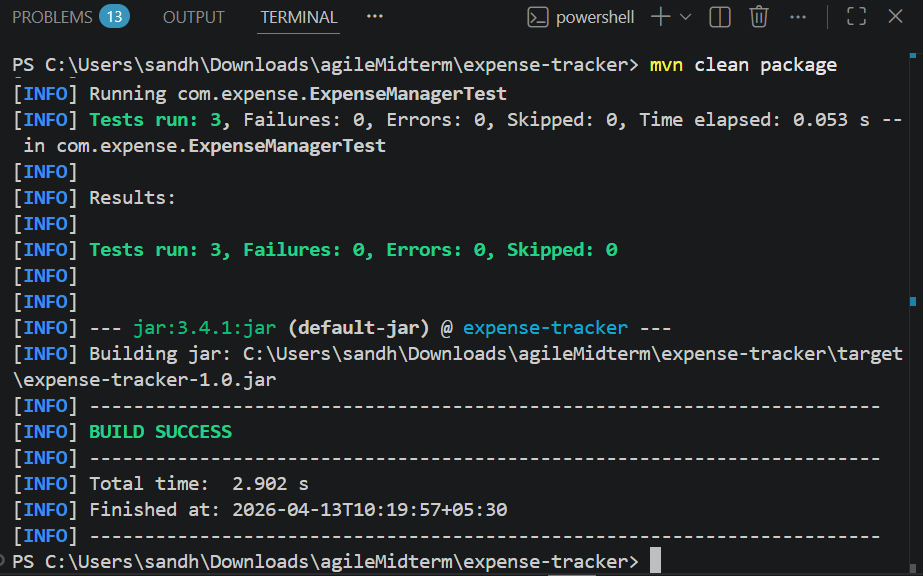 PROBLEMS 13 OUTPUT TERMINAL ··· powershell ···
PS C:\Users\sandh\Downloads\agileMidterm\expense-tracker> mvn clean package
[INFO] Running com.expense.ExpenseManagerTest
[INFO] Tests run: 3, Failures: 0, Errors: 0, Skipped: 0, Time elapsed: 0.053 s --
 in com.expense.ExpenseManagerTest
[INFO]
[INFO] Results:
[INFO]
[INFO] Tests run: 3, Failures: 0, Errors: 0, Skipped: 0
[INFO]
[INFO]
[INFO] --- jar:3.4.1:jar (default-jar) @ expense-tracker ---
[INFO] Building jar: C:\Users\sandh\Downloads\agileMidterm\expense-tracker\target
\expense-tracker-1.0.jar
[INFO] ------------------------------------------------------------------------
[INFO] BUILD SUCCESS
[INFO] ------------------------------------------------------------------------
[INFO] Total time:  2.902 s
[INFO] Finished at: 2026-04-13T10:19:57+05:30
[INFO] ------------------------------------------------------------------------
PS C:\Users\sandh\Downloads\agileMidterm\expense-tracker>